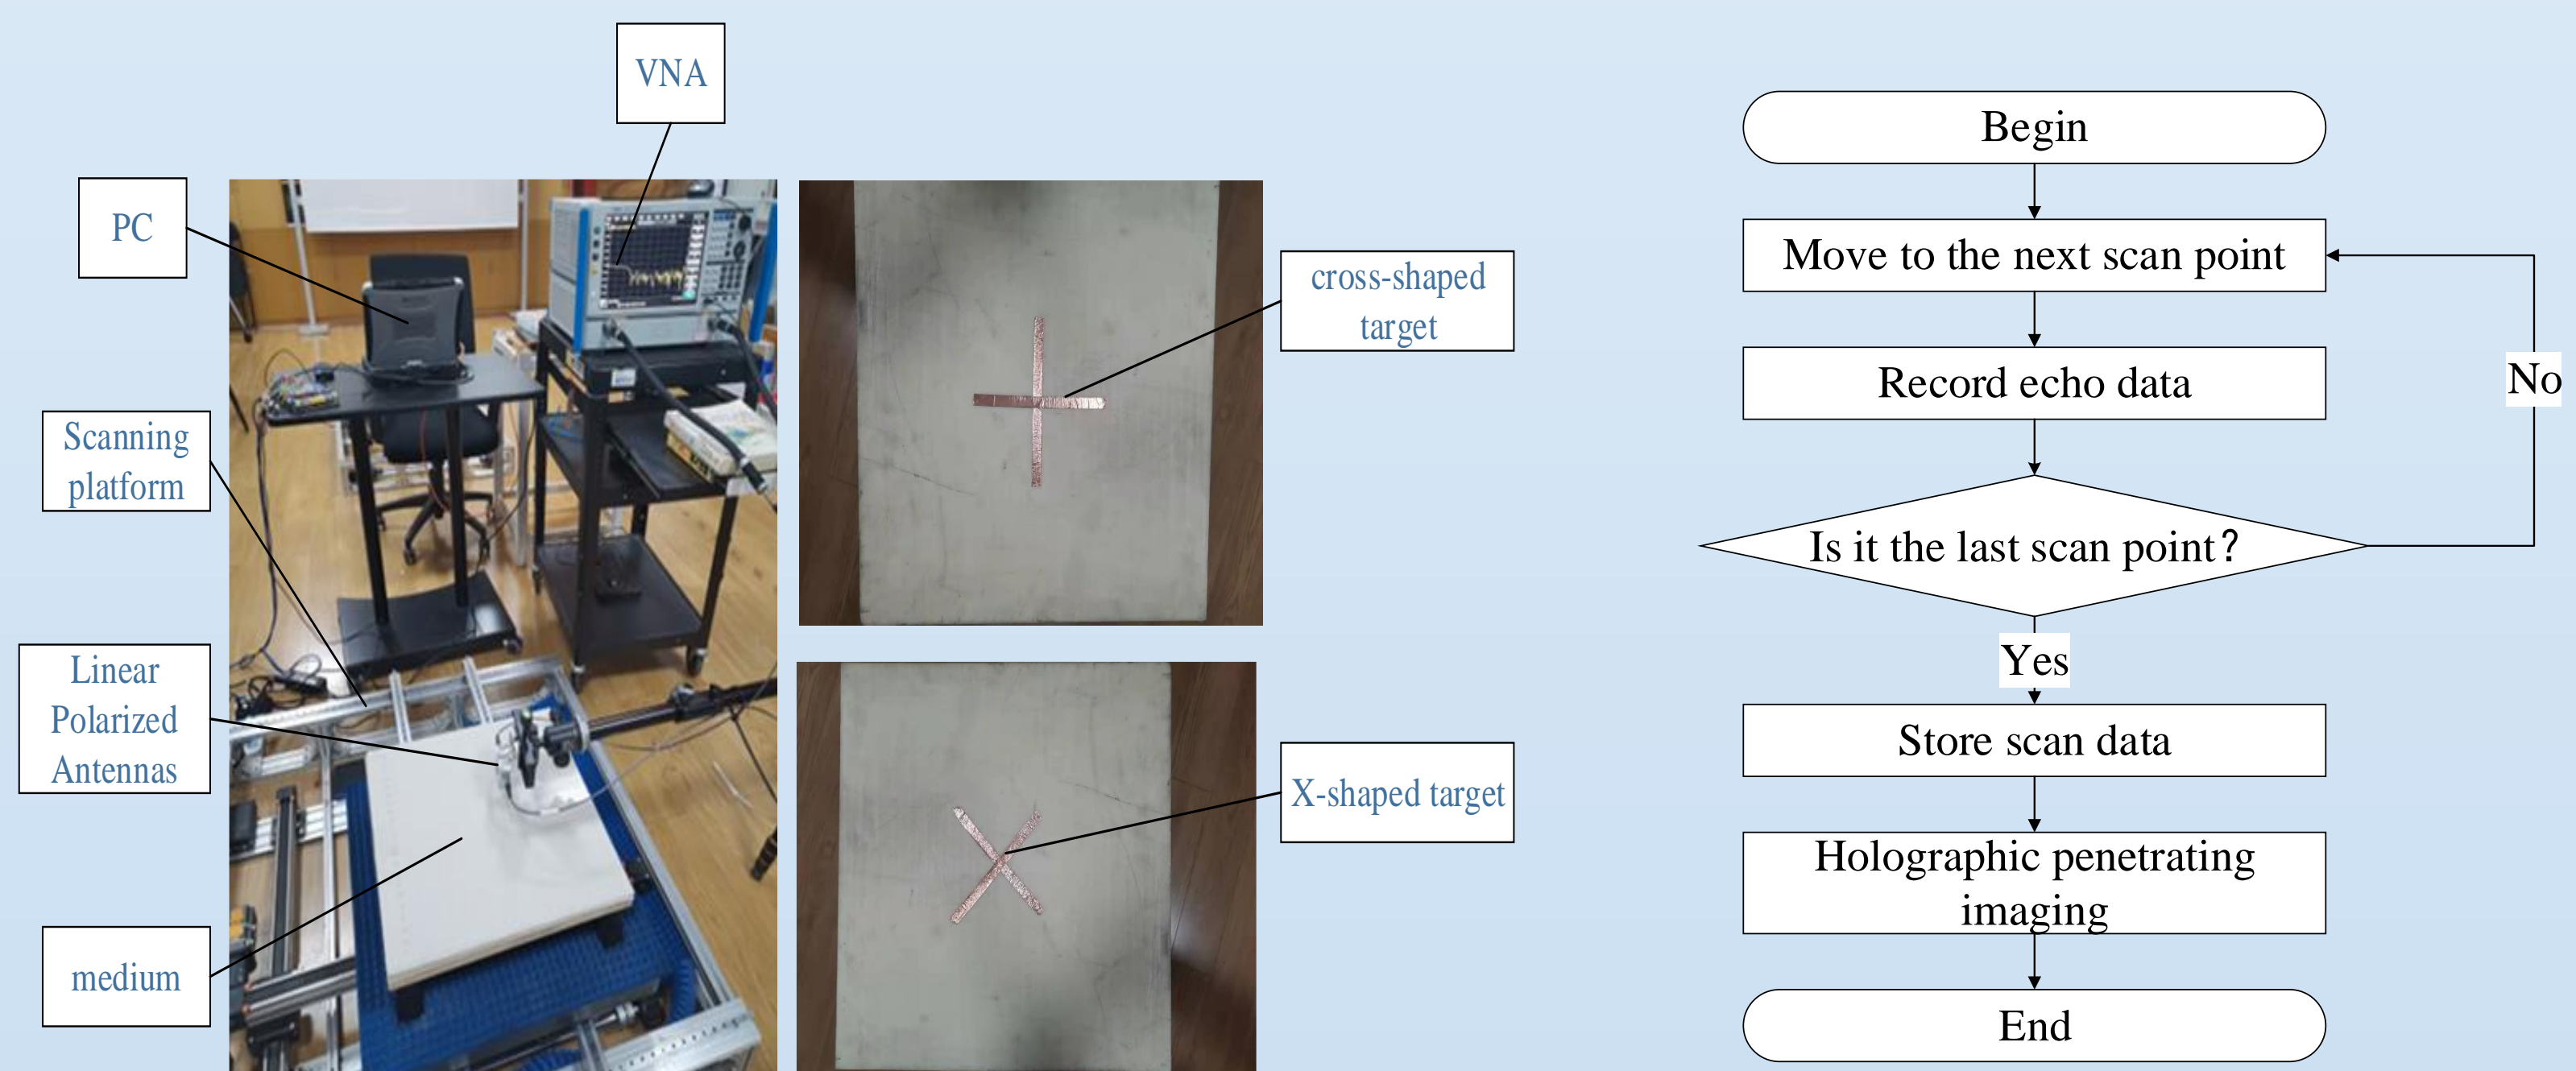 VNA
PC
Scanning
platform
Linear
Polarized
Antennas
medium
cross-shaped
target
X-shaped target
Begin
Move to the next scan point
Record echo data
Is it the last scan point?
No
Yes
Store scan data
Holographic penetrating
imaging
End